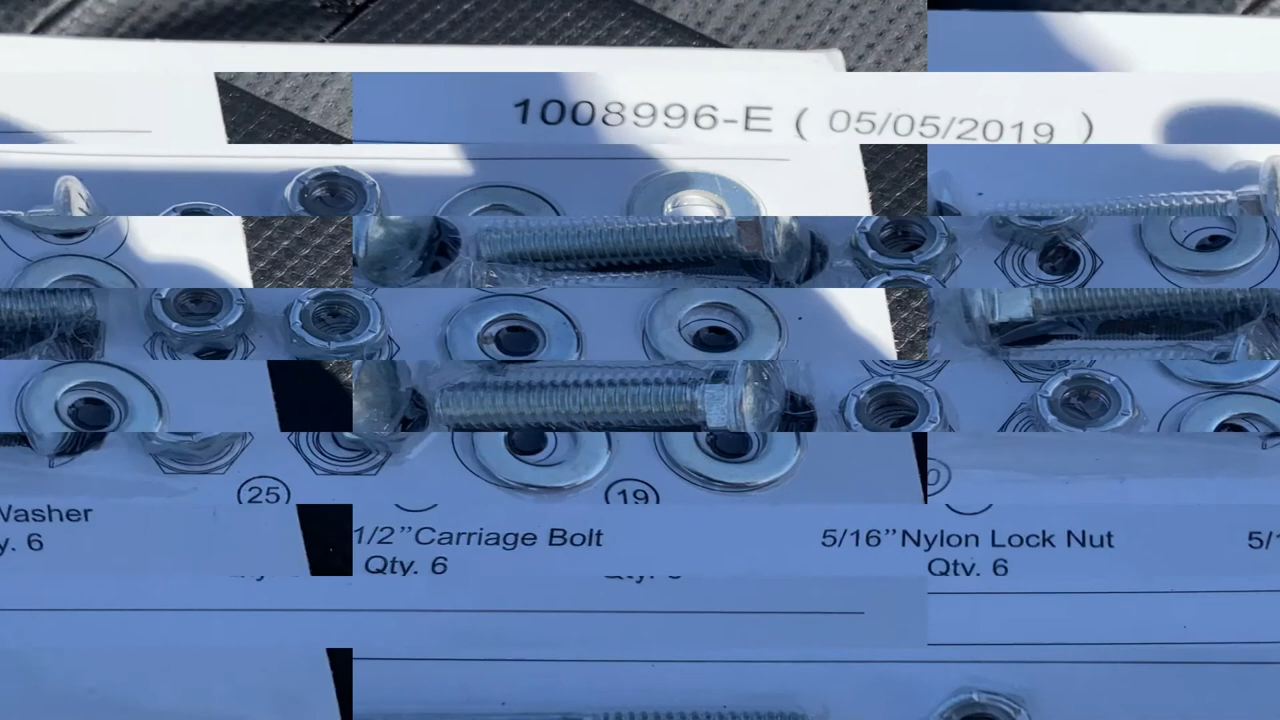 1008996-E ( 05/05/2019 )
25 19
Washer 1/2”Carriage Bolt 5/16”Nylon Lock Nut
Qty. 6 Qty. 6